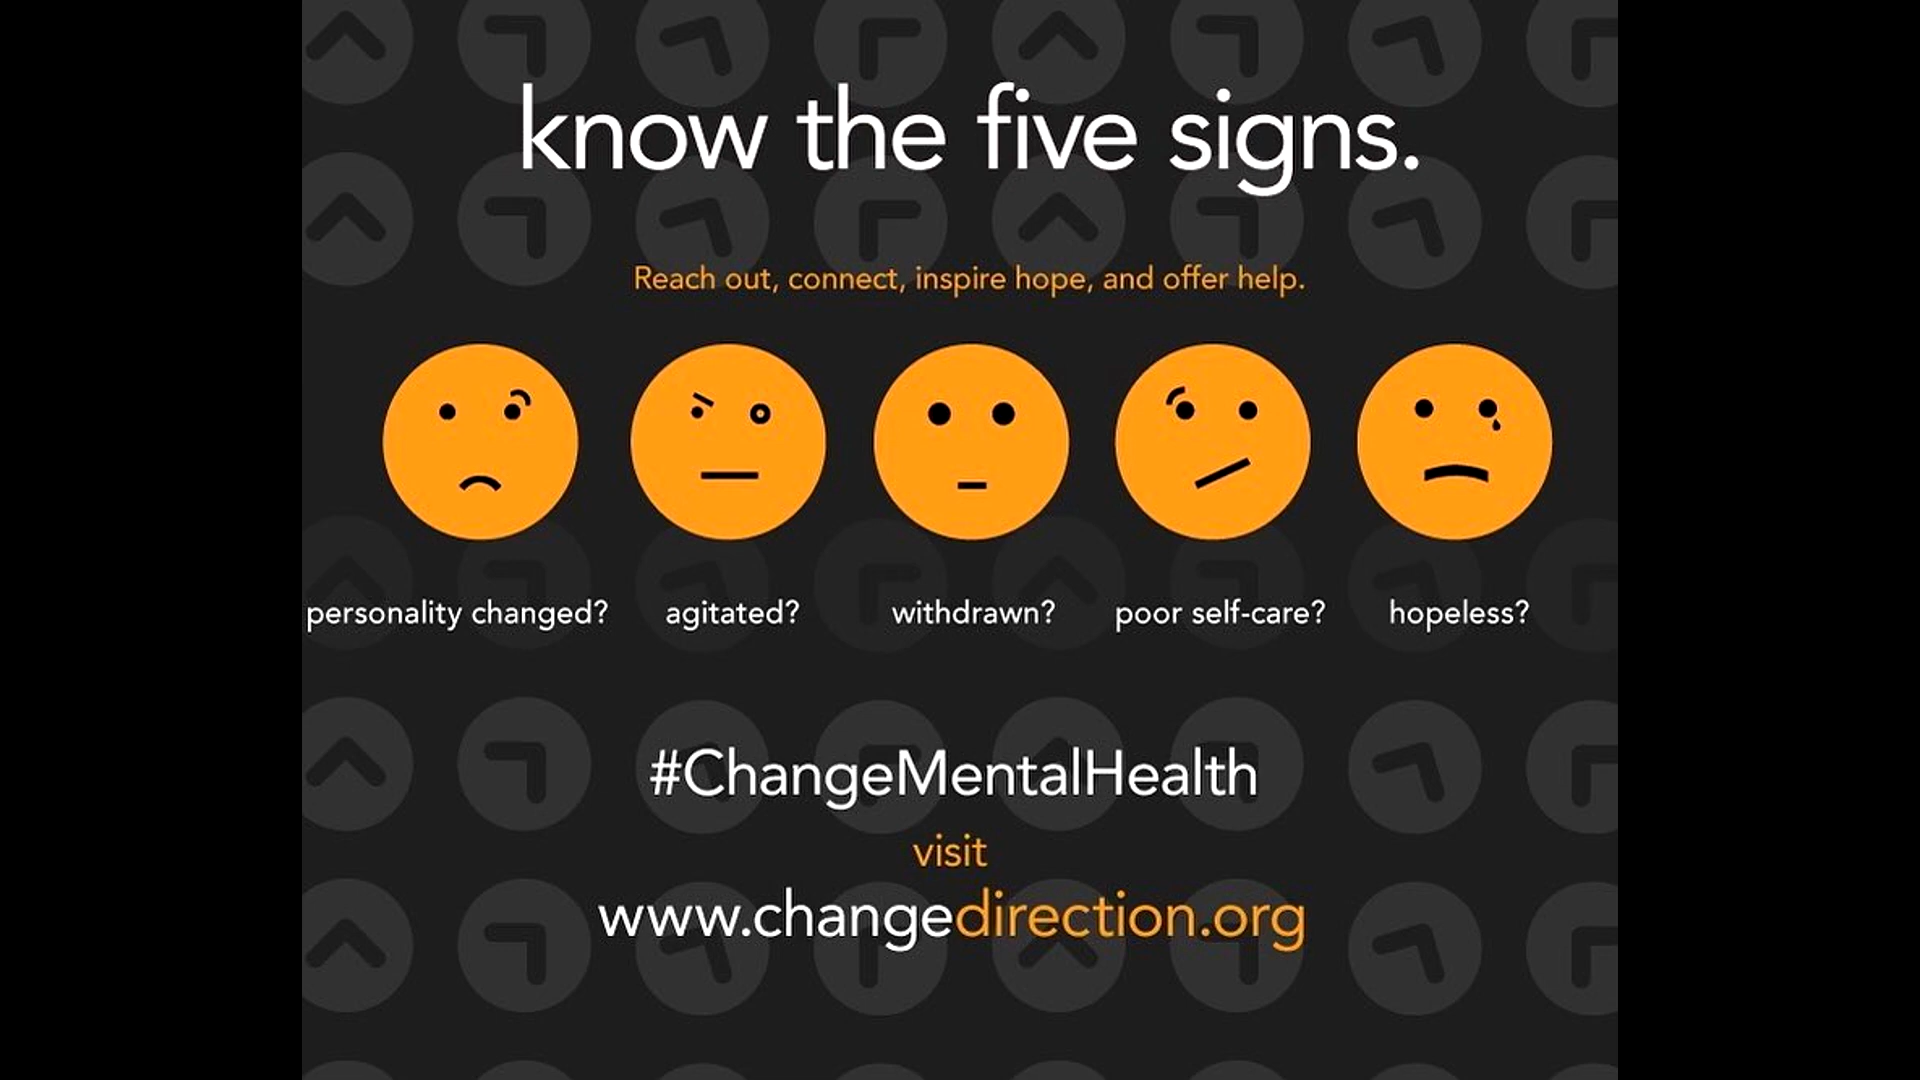 know the five signs.
Reach out, connect, inspire hope, and offer help.
personality changed? agitated? withdrawn? poor self-care? hopeless?
#ChangeMentalHealth
visit
www.changedirection.org